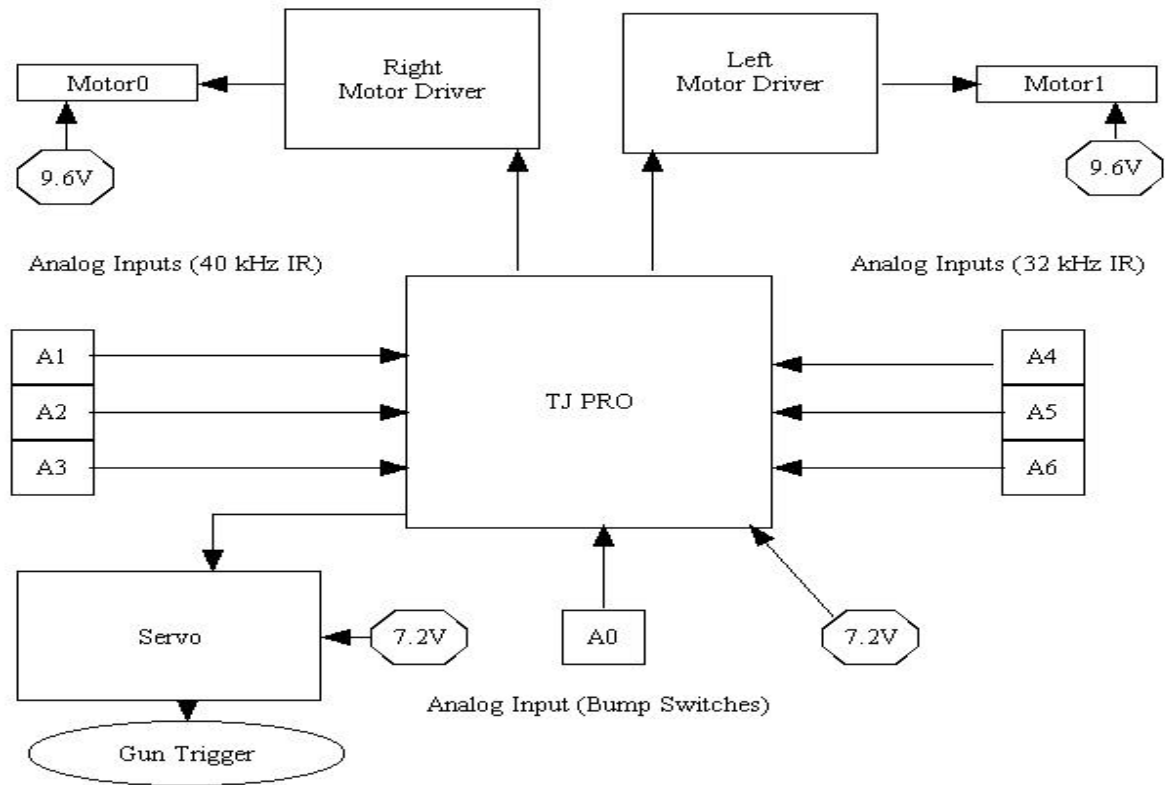 Right
Motor Driver
Left
Motor Driver
Motor0
Motor1
9.6V
9.6V
Analog Inputs (40 kHz IR)
Analog Inputs (32 kHz IR)
A1
A2
A3
TJ PRO
A4
A5
A6
Servo
7.2V
A0
7.2V
Analog Input (Bump Switches)
Gun Trigger